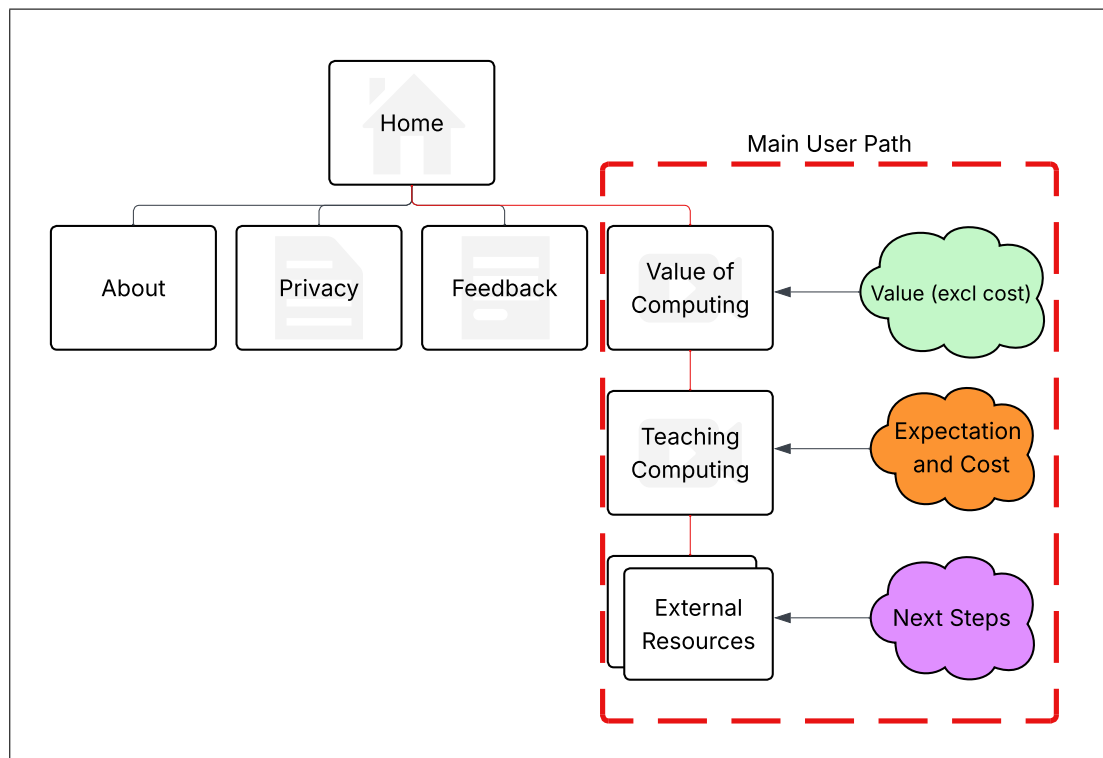 Home
Main User Path
About
Privacy
Feedback
Value of
Computing
Value (excl cost)
Teaching
Computing
Expectation
and Cost
External
Resources
Next Steps